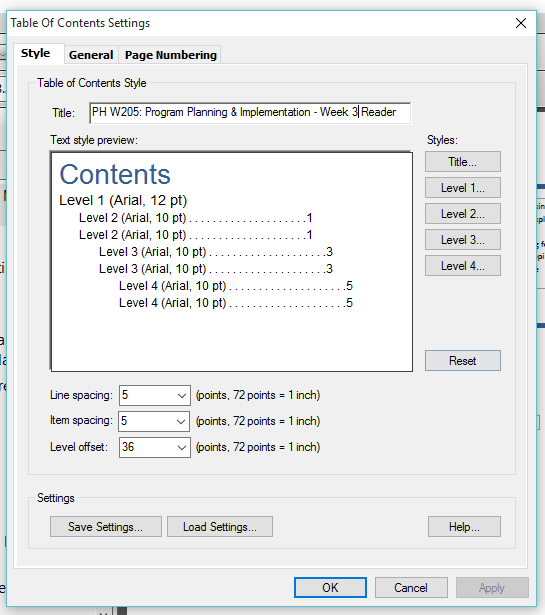 Table Of Contents Settings
Style General Page Numbering
Table of Contents Style
Title: PH W205: Program Planning & Implementation - Week 3 Reader
Text style preview: Styles:
Contents
Level 1 (Arial, 12 pt)
Level 2 (Arial, 10 pt) . . . . . . . . . . . . . . . . . . . . .1
Level 2 (Arial, 10 pt) . . . . . . . . . . . . . . . . . . . . .1
Level 3 (Arial, 10 pt) . . . . . . . . . . . . . . . . . . . . .3
Level 3 (Arial, 10 pt) . . . . . . . . . . . . . . . . . . . . .3
Level 4 (Arial, 10 pt) . . . . . . . . . . . . . . . . . . . . .5
Level 4 (Arial, 10 pt) . . . . . . . . . . . . . . . . . . . . .5
Title...
Level 1...
Level 2...
Level 3...
Level 4...
Reset
Line spacing: 5 (points, 72 points = 1 inch)
Item spacing: 5 (points, 72 points = 1 inch)
Level offset: 36 (points, 72 points = 1 inch)
Settings
Save Settings... Load Settings... Help...
OK Cancel Apply